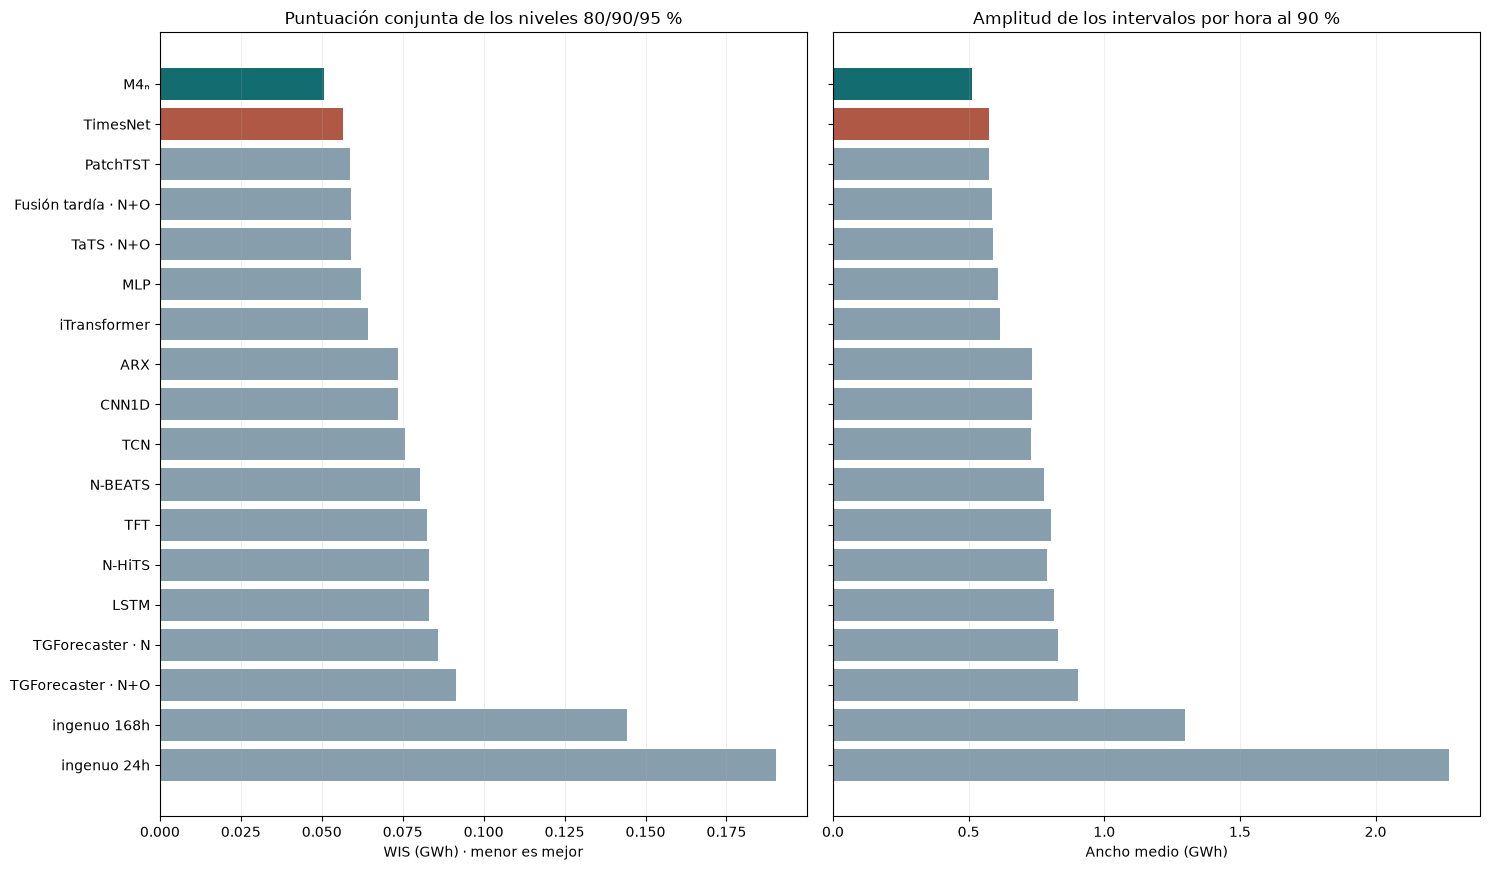 Puntuación conjunta de los niveles 80/90/95 %
M4ₙ
TimesNet
PatchTST
Fusión tardía · N+O
TaTS · N+O
MLP
iTransformer
ARX
CNN1D
TCN
N-BEATS
TFT
N-HiTS
LSTM
TGForecaster · N
TGForecaster · N+O
ingenuo 168h
ingenuo 24h
0.000 0.025 0.050 0.075 0.100 0.125 0.150 0.175
WIS (GWh) · menor es mejor
Amplitud de los intervalos por hora al 90 %
0.0 0.5 1.0 1.5 2.0
Ancho medio (GWh)